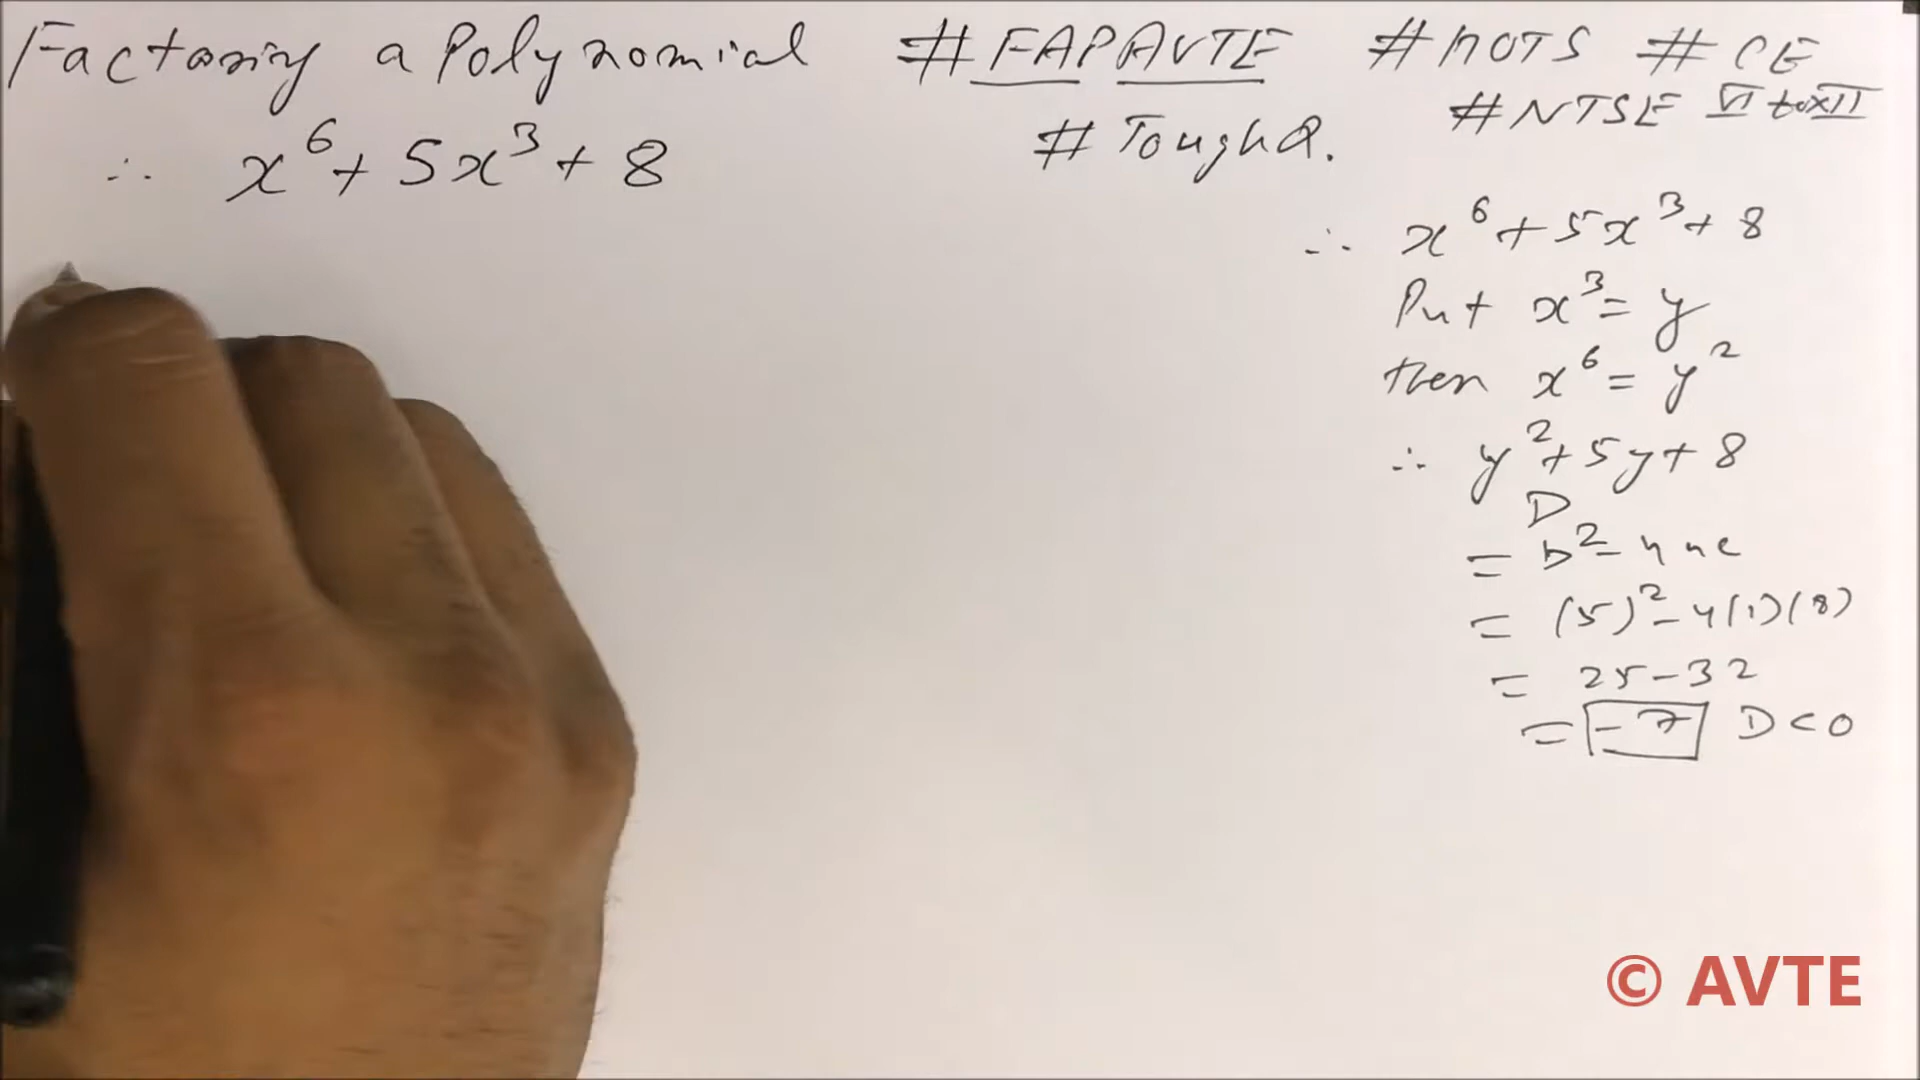 Factoring a Polynomial #FAPAVTE #HOTS #CE
#NTSE VI to XII
#ToughQ.
∴ x⁶ + 5x³ + 8
∴ x⁶ + 5x³ + 8
Put x³ = y
then x⁶ = y²
∴ y² + 5y + 8
D
= b² - 4ac
= (5)² - 4(1)(8)
= 25 - 32
= -7 D < 0
© AVTE